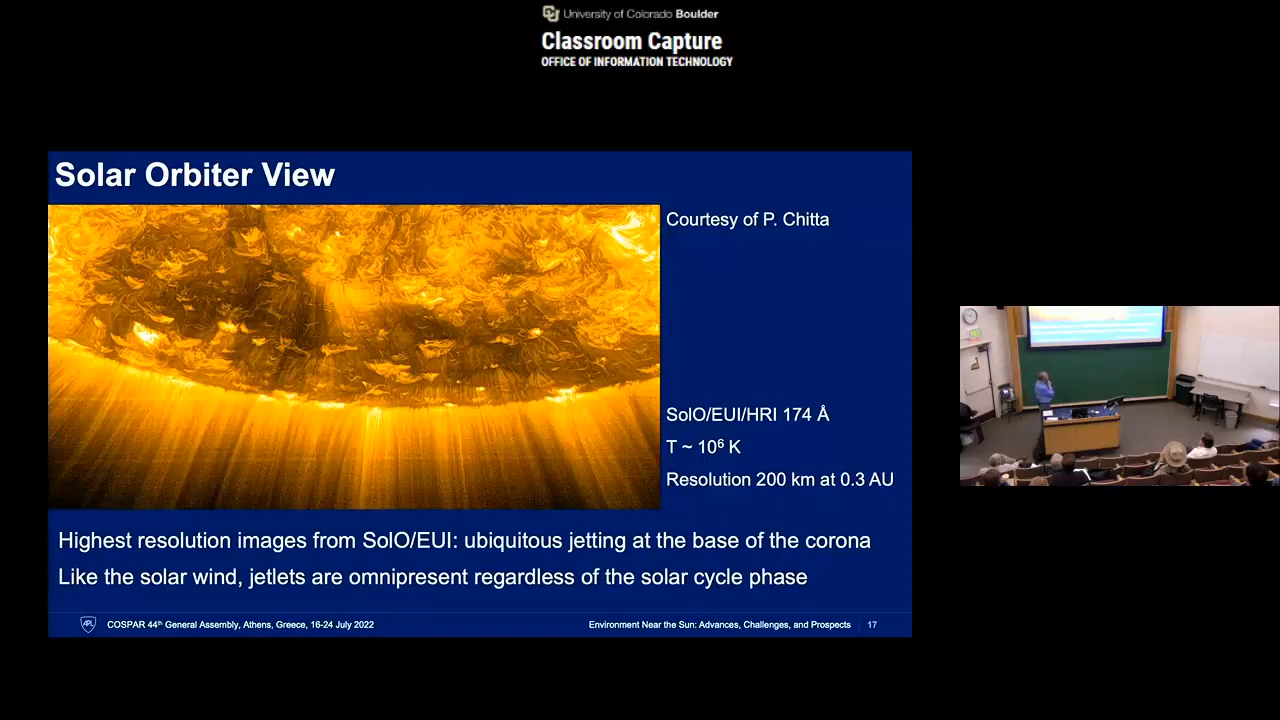 University of Colorado Boulder
Classroom Capture
OFFICE OF INFORMATION TECHNOLOGY
Solar Orbiter View
Courtesy of P. Chitta
SolO/EUI/HRI 174 Å
T ~ 10⁶ K
Resolution 200 km at 0.3 AU
Highest resolution images from SolO/EUI: ubiquitous jetting at the base of the corona
Like the solar wind, jetlets are omnipresent regardless of the solar cycle phase
APL
COSPAR 44th General Assembly, Athens, Greece, 16-24 July 2022
Environment Near the Sun: Advances, Challenges, and Prospects
17